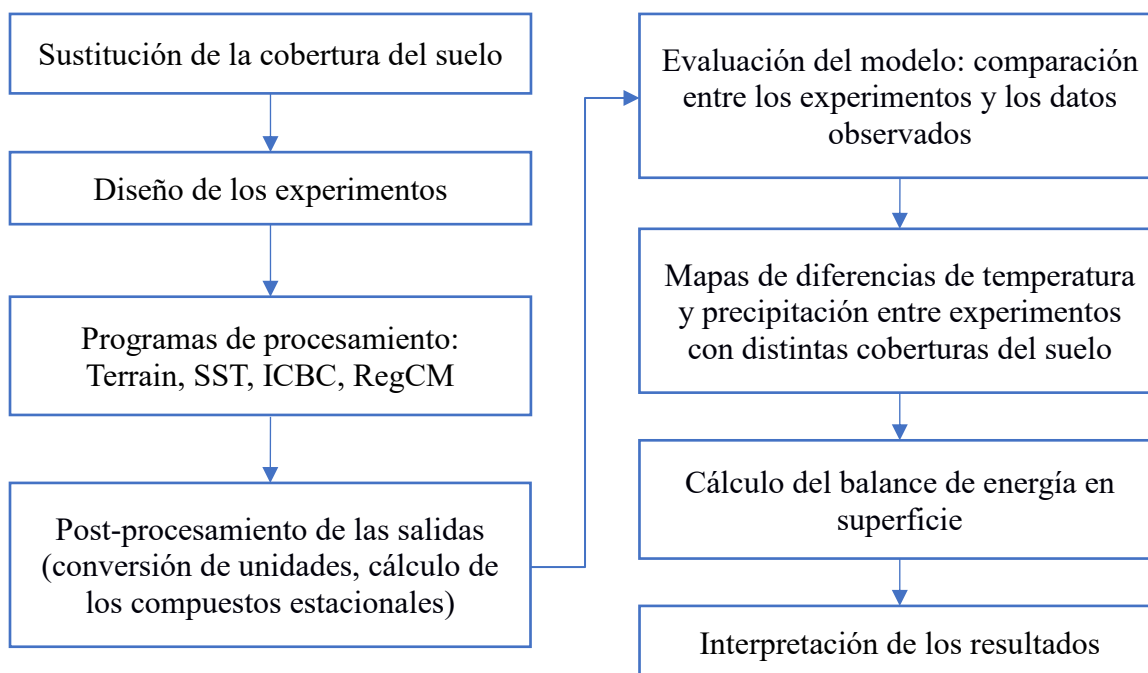 Sustitución de la cobertura del suelo
Diseño de los experimentos
Programas de procesamiento:
Terrain, SST, ICBC, RegCM
Post-procesamiento de las salidas
(conversión de unidades, cálculo de
los compuestos estacionales)
Evaluación del modelo: comparación
entre los experimentos y los datos
observados
Mapas de diferencias de temperatura
y precipitación entre experimentos
con distintas coberturas del suelo
Cálculo del balance de energía en
superficie
Interpretación de los resultados